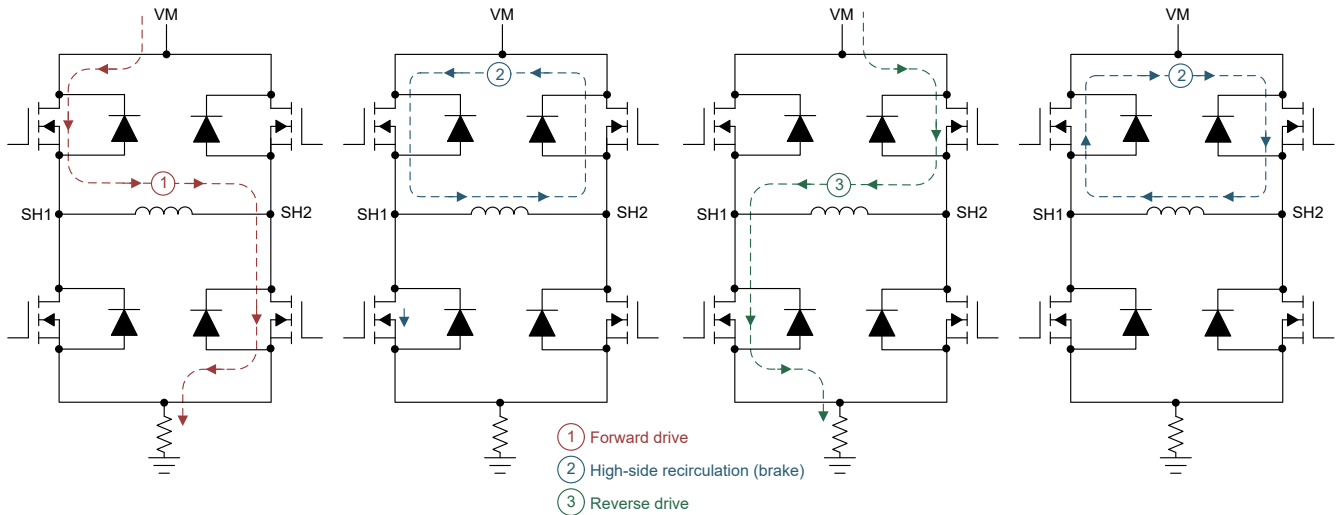 VM
VM
VM
VM
2
2
1
3
SH1
SH2
SH1
SH2
SH1
SH2
SH1
SH2
1 Forward drive
2 High-side recirculation (brake)
3 Reverse drive